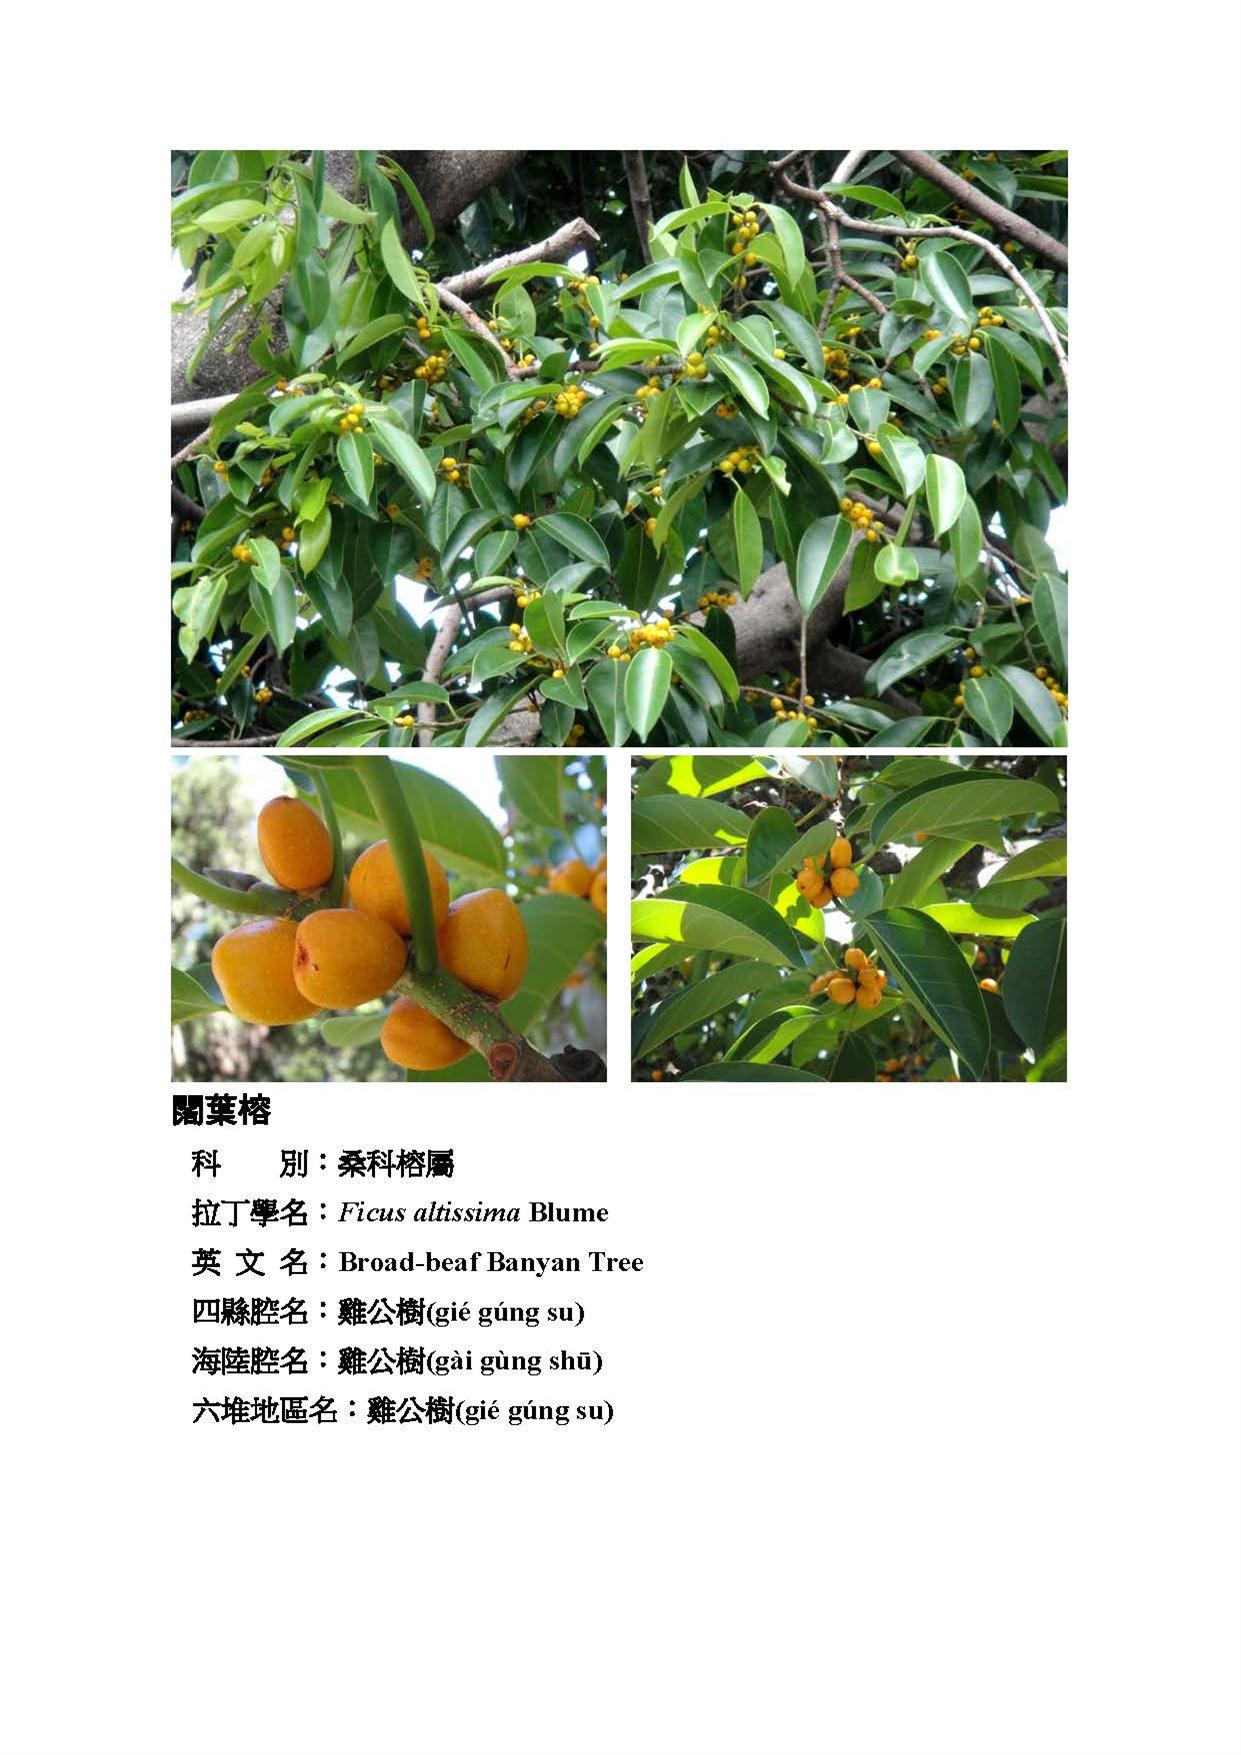 闊葉榕
科　　別：桑科榕屬
拉丁學名：Ficus altissima Blume
英 文 名：Broad-beaf Banyan Tree
四縣腔名：雞公樹(gié gúng su)
海陸腔名：雞公樹(gài gùng shū)
六堆地區名：雞公樹(gié gúng su)